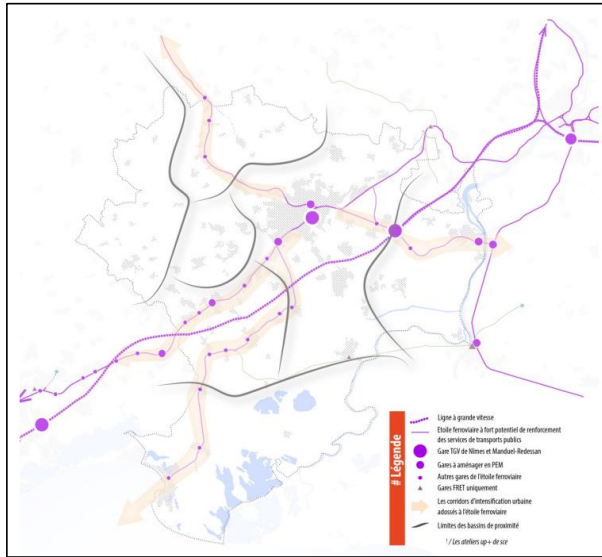 # Légende
Ligne à grande vitesse
Etoile ferroviaire à fort potentiel de renforcement
des services de transports publics
Gare TGV de Nîmes et Manduel-Redessan
Gares à aménager en PEM
Autres gares de l'étoile ferroviaire
Gares FRET uniquement
Les corridors d'intensification urbaine
adossés à l'étoile ferroviaire
Limites des bassins de proximité
¹/ Les ateliers up+ de sce